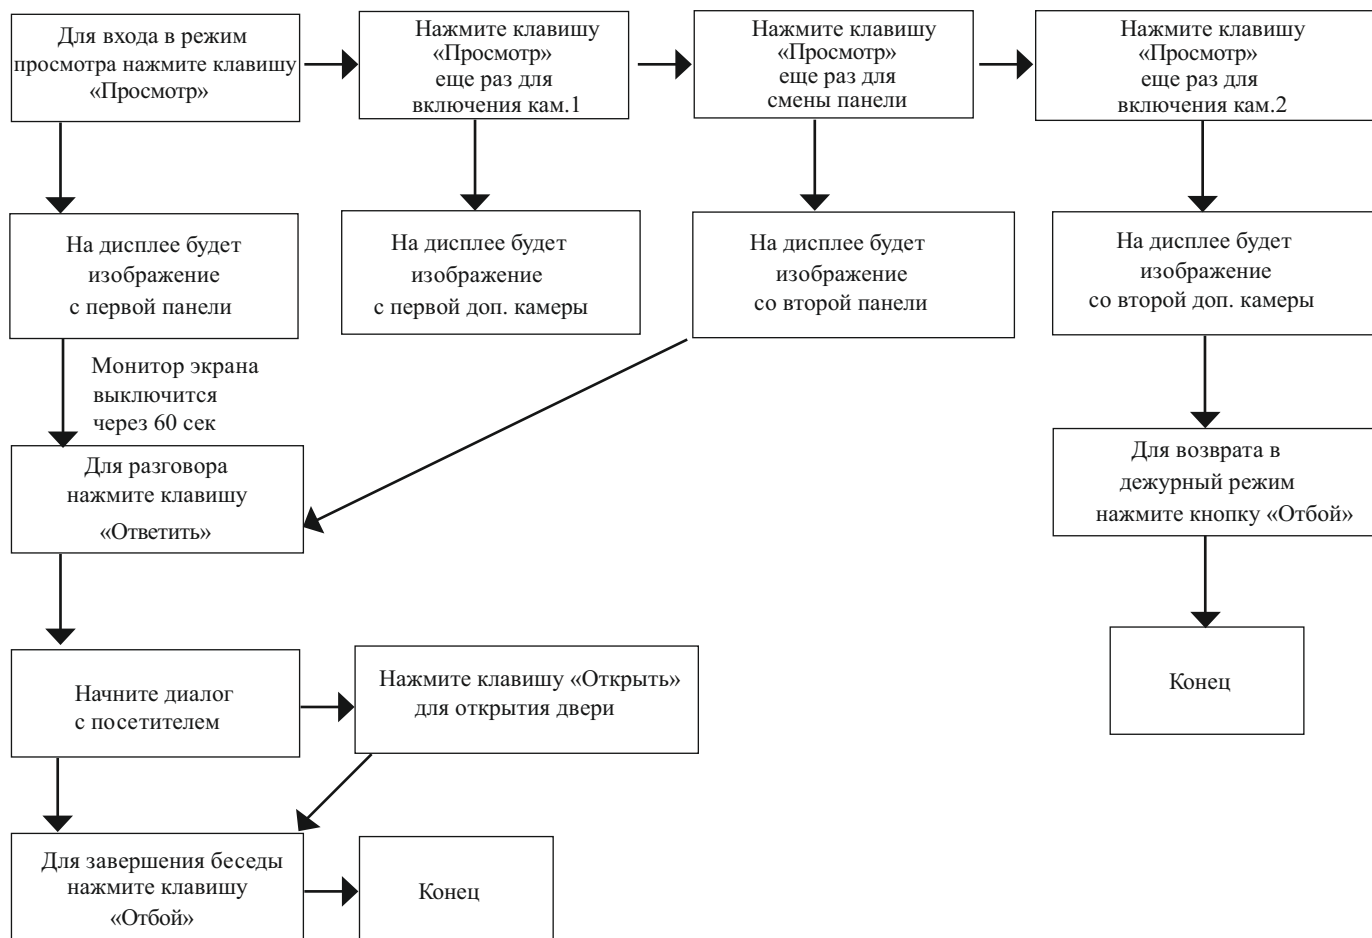 Для входа в режим
просмотра нажмите клавишу
«Просмотр»
Нажмите клавишу
«Просмотр»
еще раз для
включения кам.1
Нажмите клавишу
«Просмотр»
еще раз для
смены панели
Нажмите клавишу
«Просмотр»
еще раз для
включения кам.2
На дисплее будет
изображение
с первой панели
На дисплее будет
изображение
с первой доп. камеры
На дисплее будет
изображение
со второй панели
На дисплее будет
изображение
со второй доп. камеры
Монитор экрана
выключится
через 60 сек
Для разговора
нажмите клавишу
«Ответить»
Для возврата в
дежурный режим
нажмите кнопку «Отбой»
Начните диалог
с посетителем
Нажмите клавишу «Открыть»
для открытия двери
Конец
Для завершения беседы
нажмите клавишу
«Отбой»
Конец